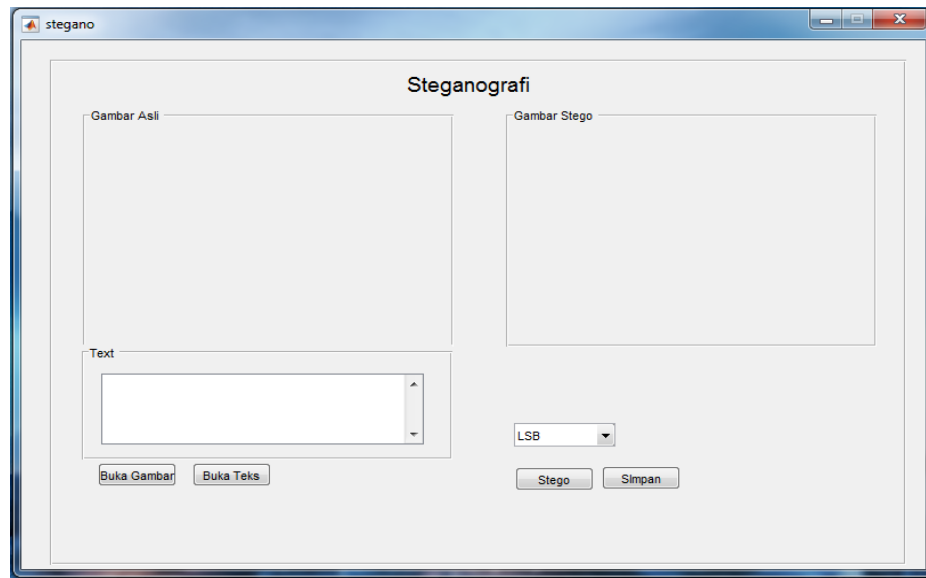 stegano
Steganografi
Gambar Asli
Gambar Stego
Text
LSB
Buka Gambar
Buka Teks
Stego
SImpan